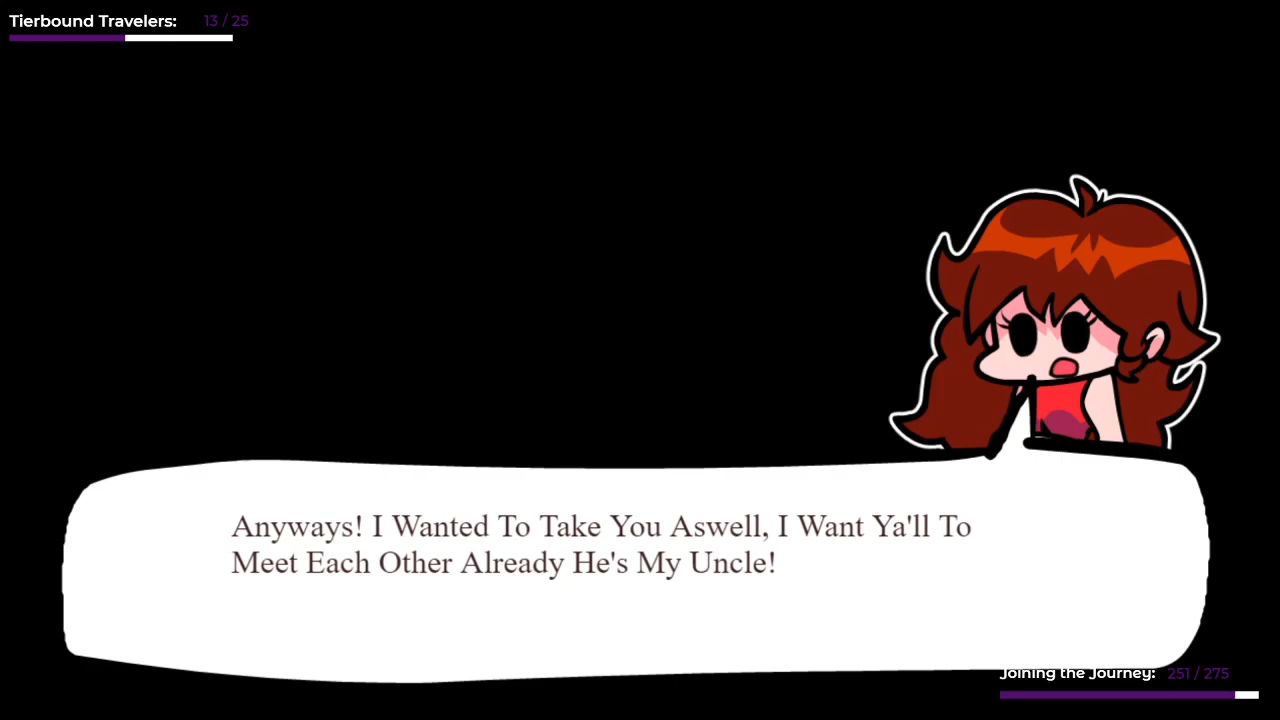 Tierbound Travelers: 13 / 25
Anyways! I Wanted To Take You Aswell, I Want Ya'll To
Meet Each Other Already He's My Uncle!
Joining the Journey: 251 / 275